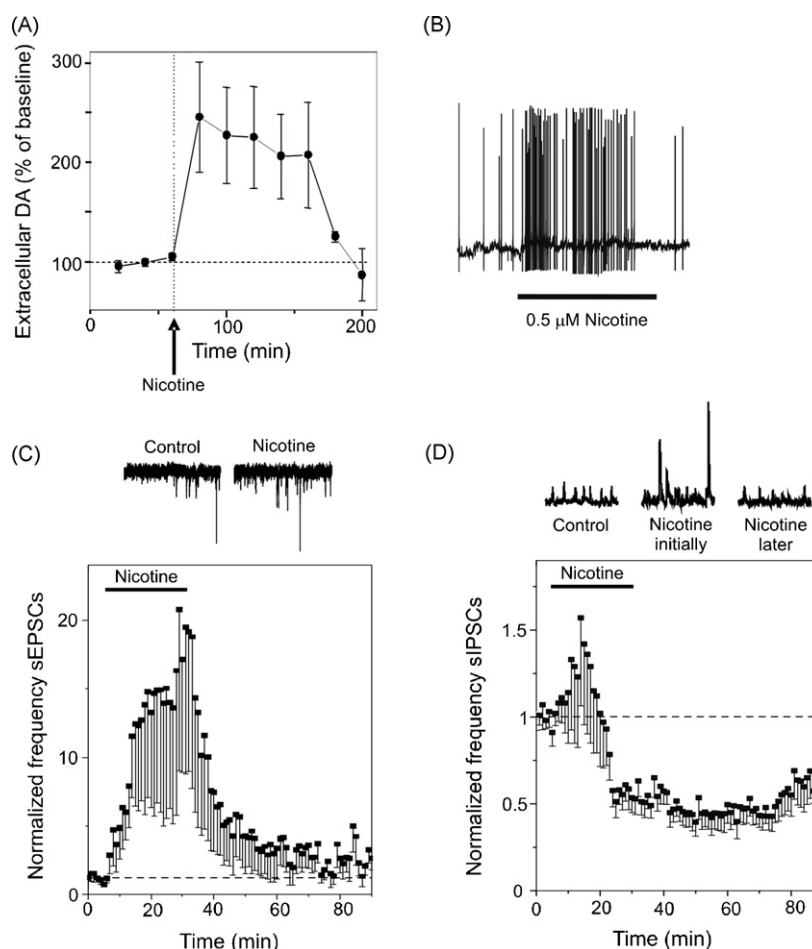 (A)
Extracellular DA (% of baseline)
300
200
100
0
100
200
Time (min)
Nicotine
(B)
0.5 μM Nicotine
(C)
Control
Nicotine
Nicotine
Normalized frequency sEPSCs
20
10
0
0
20
40
60
80
Time (min)
(D)
Control
Nicotine
initially
Nicotine
later
Nicotine
Normalized frequency sIPSCs
1.5
1
0.5
0
0
20
40
60
80
Time (min)